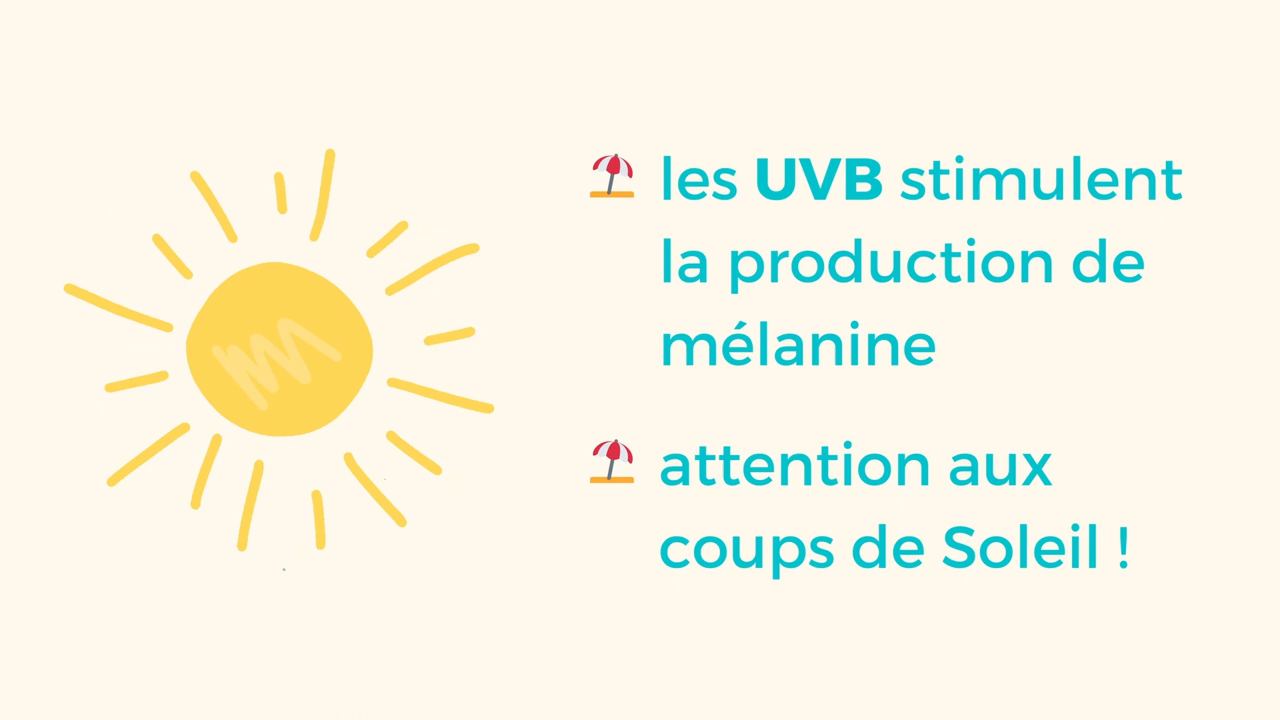 les UVB stimulent
la production de
mélanine
attention aux
coups de Soleil !